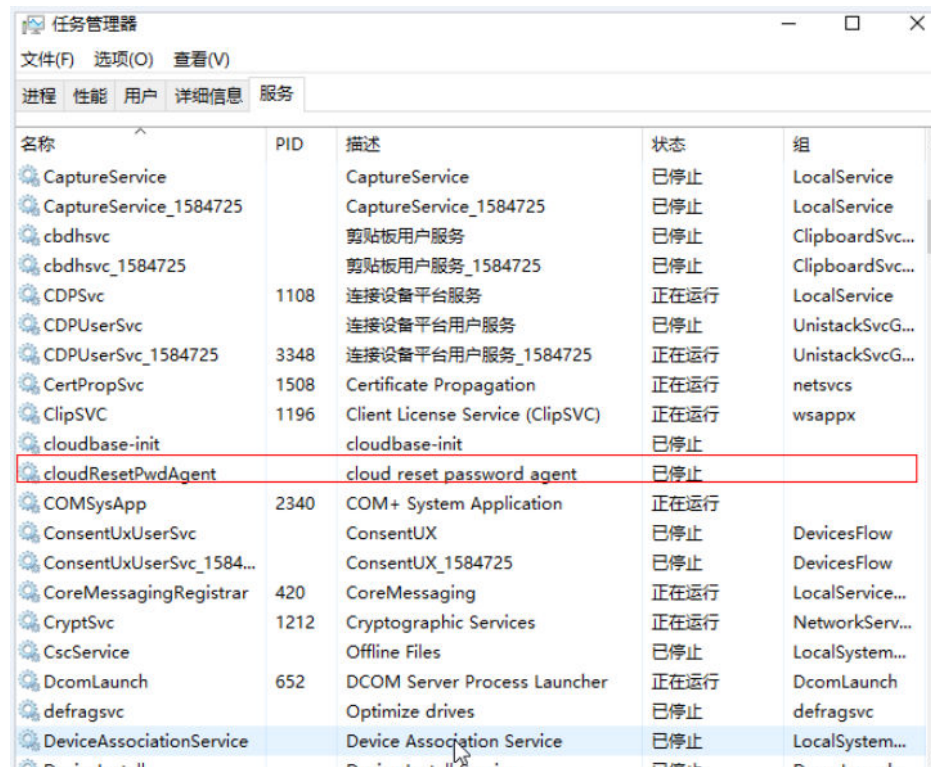 任务管理器
文件(F) 选项(O) 查看(V)
进程 性能 用户 详细信息 服务
名称 PID 描述 状态 组
CaptureService CaptureService 已停止 LocalService
CaptureService_1584725 CaptureService_1584725 已停止 LocalService
cbdhsvc 剪贴板用户服务 已停止 ClipboardSvc...
cbdhsvc_1584725 剪贴板用户服务_1584725 已停止 ClipboardSvc...
CDPSvc 1108 连接设备平台服务 正在运行 LocalService
CDPUserSvc 连接设备平台用户服务 已停止 UnistackSvcG...
CDPUserSvc_1584725 3348 连接设备平台用户服务_1584725 正在运行 UnistackSvcG...
CertPropSvc 1508 Certificate Propagation 正在运行 netsvcs
ClipSVC 1196 Client License Service (ClipSVC) 正在运行 wsappx
cloudbase-init cloudbase-init 已停止
cloudResetPwdAgent cloud reset password agent 已停止
COMSysApp 2340 COM+ System Application 正在运行
ConsentUxUserSvc ConsentUX 已停止 DevicesFlow
ConsentUxUserSvc_1584... ConsentUX_1584725 已停止 DevicesFlow
CoreMessagingRegistrar 420 CoreMessaging 正在运行 LocalService...
CryptSvc 1212 Cryptographic Services 正在运行 NetworkServ...
CscService Offline Files 已停止 LocalSystem...
DcomLaunch 652 DCOM Server Process Launcher 正在运行 DcomLaunch
defragsvc Optimize drives 已停止 defragsvc
DeviceAssociationService Device Association Service 已停止 LocalSystem...